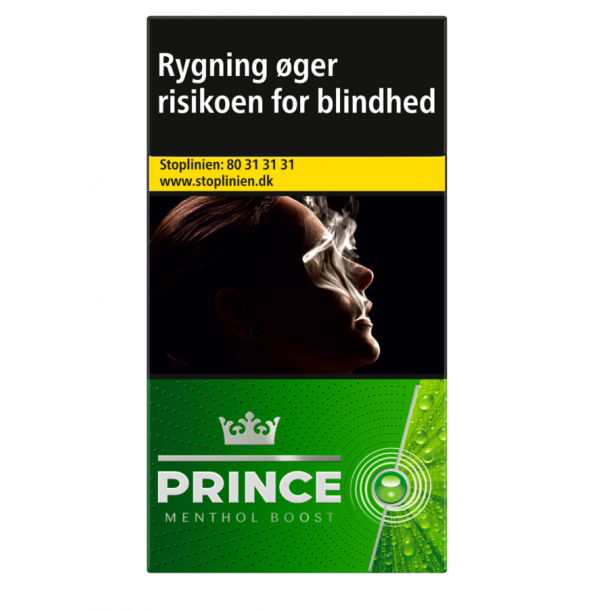 Rygning øger
risikoen for blindhed
Stoplinien: 80 31 31 31
www.stoplinien.dk
PRINCE
MENTHOL BOOST